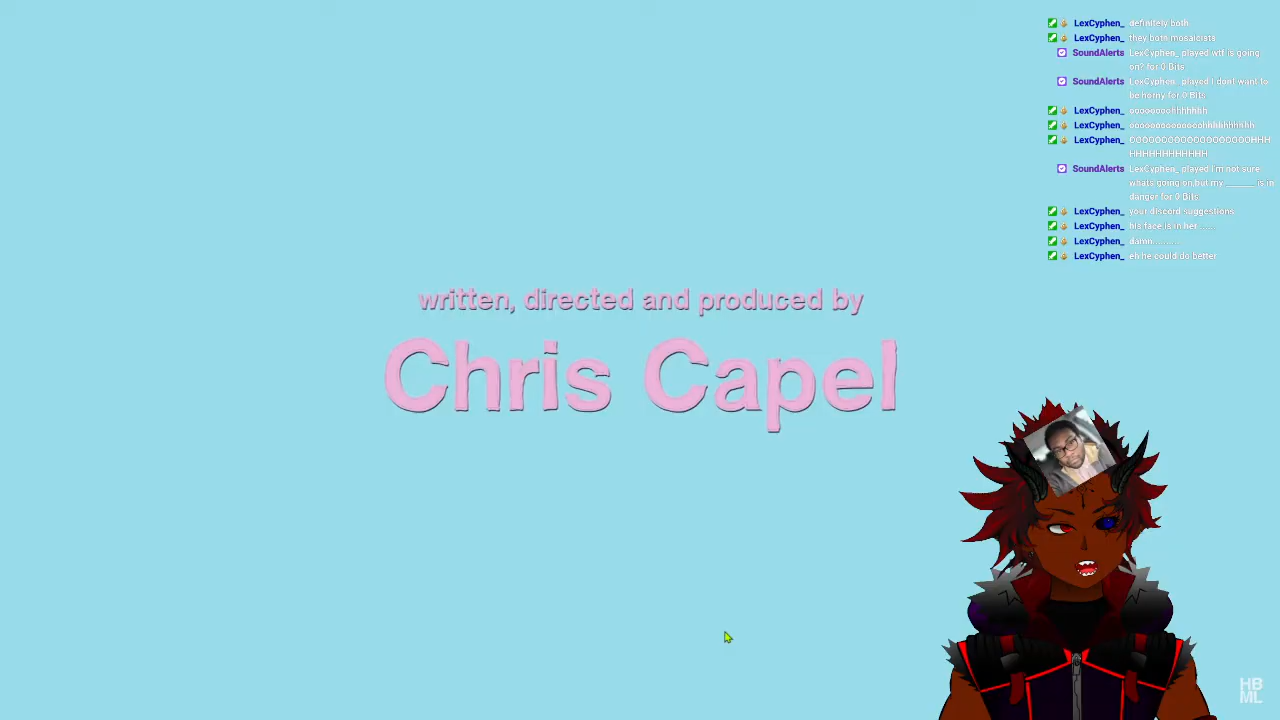 LexCyphen_ definitely both
LexCyphen_ they both mosaicists
SoundAlerts LexCyphen_ played wtf is going
on? for 0 Bits
SoundAlerts LexCyphen_ played I dont want to
be horny for 0 Bits
LexCyphen_ ooooooohhhhhhh
LexCyphen_ ooooooooooooohhhhhhhhhh
LexCyphen_ OOOOOOOOOOOOOOOOOOOHHH
HHHHHHHHHHHHH
SoundAlerts LexCyphen_ played I'm not sure
whats going on,but my ______ is in
danger for 0 Bits
LexCyphen_ your discord suggestions
LexCyphen_ his face is in her......
LexCyphen_ damn...........
LexCyphen_ eh he could do better
written, directed and produced by
Chris Capel
HB
ML